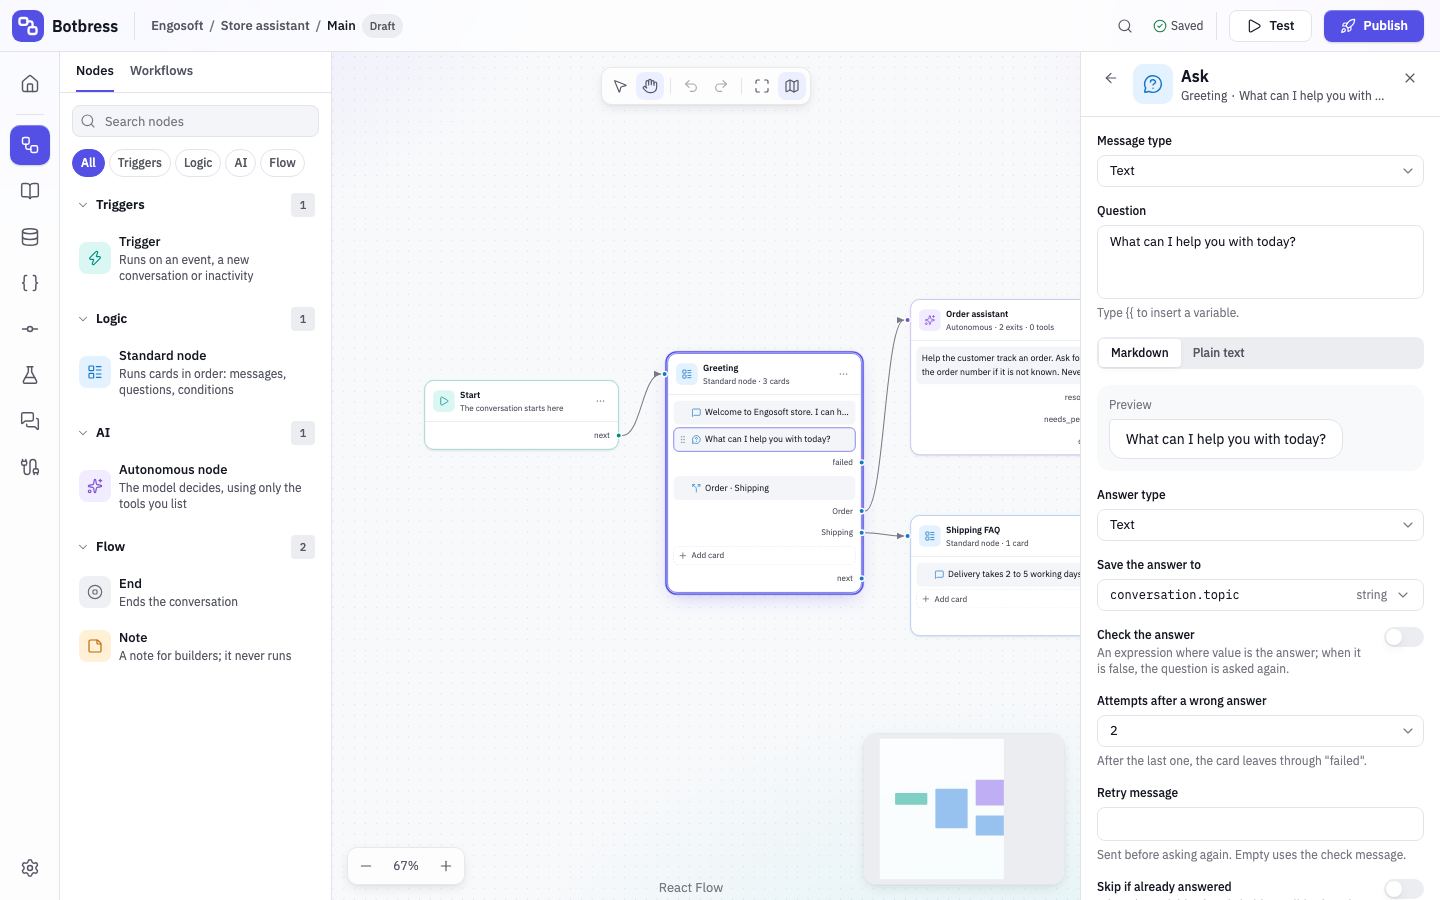 Botbress
Engosoft / Store assistant / Main Draft
Saved
Test
Publish
Nodes
Workflows
Search nodes
All
Triggers
Logic
AI
Flow
Triggers
1
Trigger
Runs on an event, a new
conversation or inactivity
Logic
1
Standard node
Runs cards in order: messages,
questions, conditions
AI
1
Autonomous node
The model decides, using only the
tools you list
Flow
2
End
Ends the conversation
Note
A note for builders; it never runs
Start
The conversation starts here
next
Greeting
Standard node · 3 cards
Welcome to Engosoft store. I can h...
What can I help you with today?
failed
Order · Shipping
Order
Shipping
Add card
next
Order assistant
Autonomous · 2 exits · 0 tools
Help the customer track an order. Ask fo
the order number if it is not known. Neve
reso
needs_pe
Shipping FAQ
Standard node · 1 card
Delivery takes 2 to 5 working days
Add card
67%
React Flow
Ask
Greeting · What can I help you with ...
Message type
Text
Question
What can I help you with today?
Type {{ to insert a variable.
Markdown
Plain text
Preview
What can I help you with today?
Answer type
Text
Save the answer to
conversation.topic
string
Check the answer
An expression where value is the answer; when it
is false, the question is asked again.
Attempts after a wrong answer
2
After the last one, the card leaves through "failed".
Retry message
Sent before asking again. Empty uses the check message.
Skip if already answered